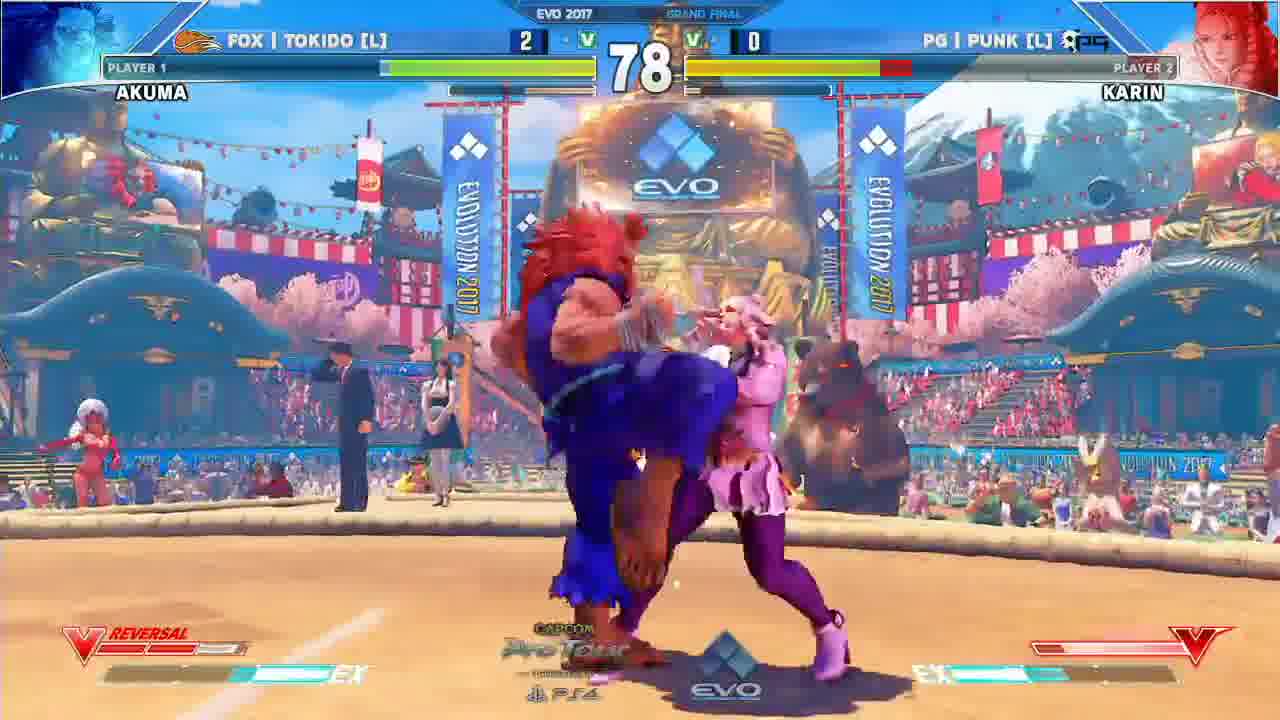 EVO 2017 GRAND FINAL
FOX | TOKIDO [L] 2 V 78 V 0 PG | PUNK [L]
PLAYER 1 PLAYER 2
AKUMA KARIN
EVO
EVOLUTION 2017
EVOLUTION 2017
REVERSAL
EX EX
CAPCOM
Pro Tour
PS4
EVO